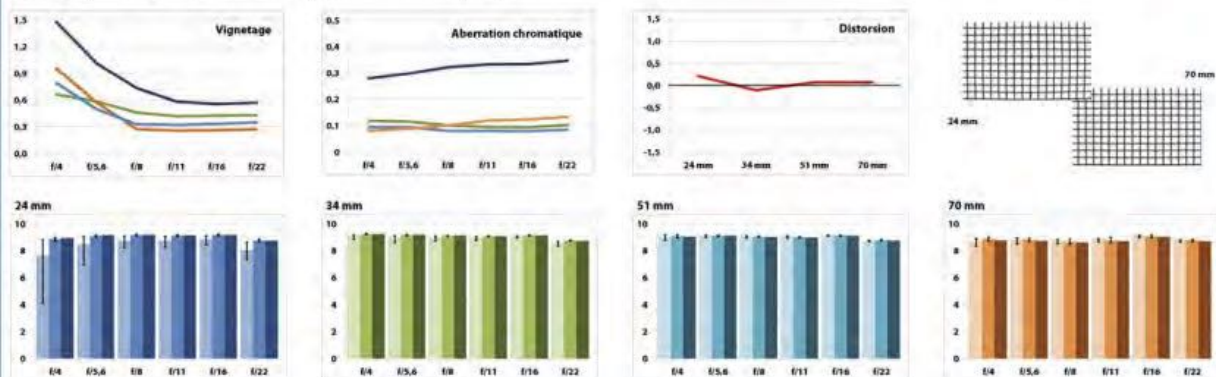 Vignetage
1,5
1,2
0,9
0,6
0,3
0,0
f/4 f/5,6 f/8 f/11 f/16 f/22
Aberration chromatique
0,5
0,4
0,3
0,2
0,1
0
f/4 f/5,6 f/8 f/11 f/16 f/22
Distorsion
1,5
1,0
0,5
0,0
-0,5
-1,0
-1,5
24 mm 34 mm 51 mm 70 mm
70 mm
24 mm
24 mm
10
8
6
4
2
0
f/4 f/5,6 f/8 f/11 f/16 f/22
34 mm
10
8
6
4
2
0
f/4 f/5,6 f/8 f/11 f/16 f/22
51 mm
10
8
6
4
2
0
f/4 f/5,6 f/8 f/11 f/16 f/22
70 mm
10
8
6
4
2
0
f/4 f/5,6 f/8 f/11 f/16 f/22